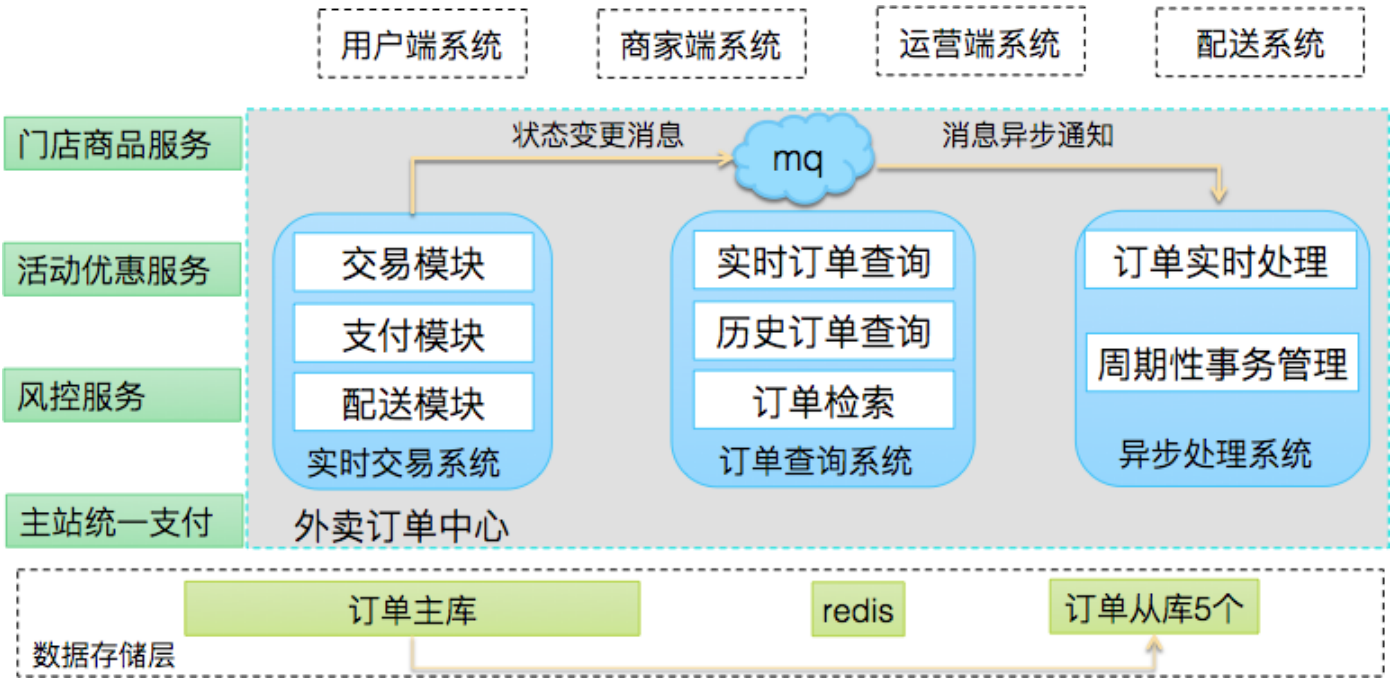 用户端系统
商家端系统
运营端系统
配送系统
门店商品服务
活动优惠服务
风控服务
主站统一支付
状态变更消息
mq
消息异步通知
交易模块
支付模块
配送模块
实时交易系统
实时订单查询
历史订单查询
订单检索
订单查询系统
订单实时处理
周期性事务管理
异步处理系统
外卖订单中心
订单主库
redis
订单从库5个
数据存储层